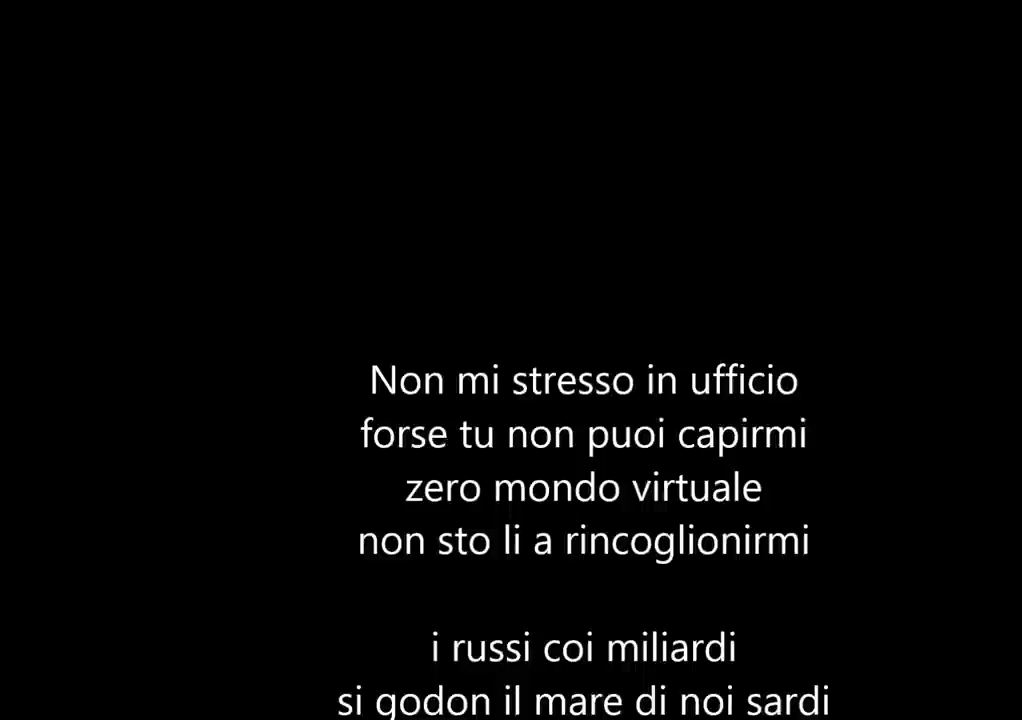 Non mi stresso in ufficio
forse tu non puoi capirmi
zero mondo virtuale
non sto li a rincoglionirmi
i russi coi miliardi
si godon il mare di noi sardi